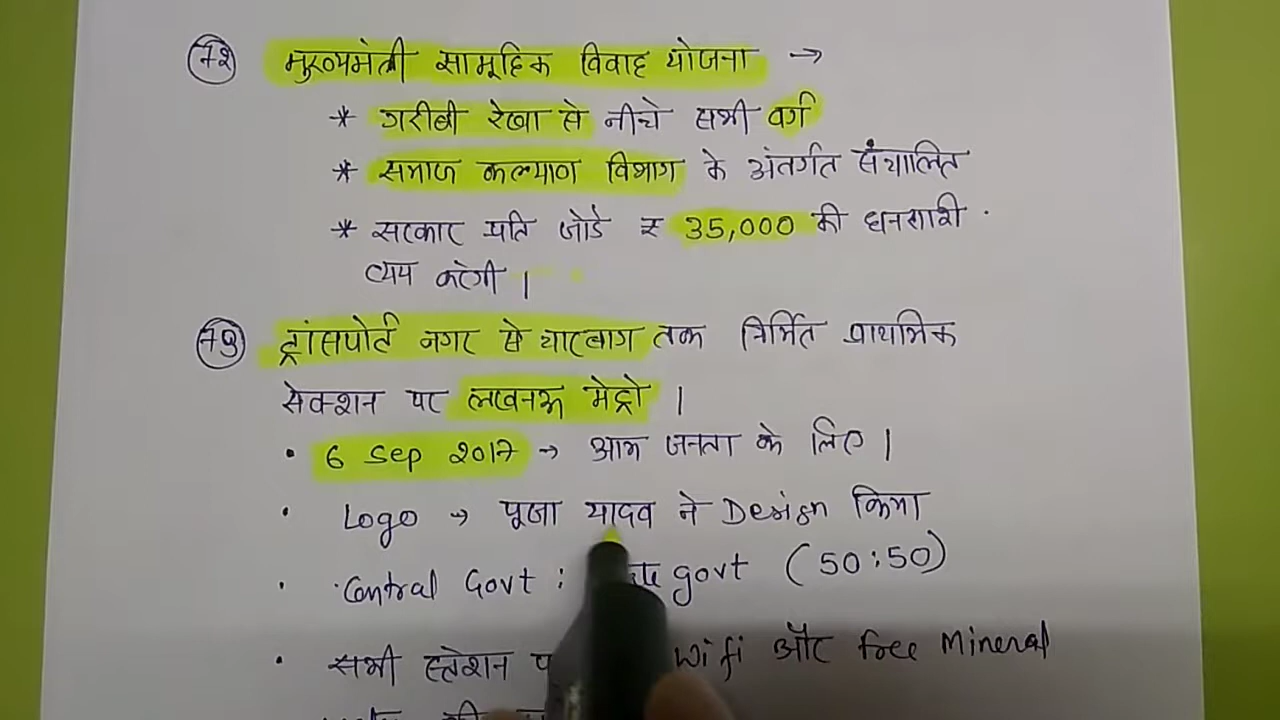 72 मुख्यमंत्री सामूहिक विवाह योजना →
* गरीबी रेखा से नीचे सभी वर्ग
* समाज कल्याण विभाग के अंतर्गत संचालित
* सरकार प्रति जोडे ₹ 35,000 की धनराशी
व्यय करेगी ।
73 ट्रांसपोर्ट नगर से चारबाग तक निर्मित प्राथमिक
सेक्शन पर लखनऊ मेट्रो ।
• 6 Sep 2017 → आम जनता के लिए ।
• Logo → पूजा यादव ने Design किया
• Central Govt : govt (50:50)
• सभी स्टेशन wifi और free Mineral
की